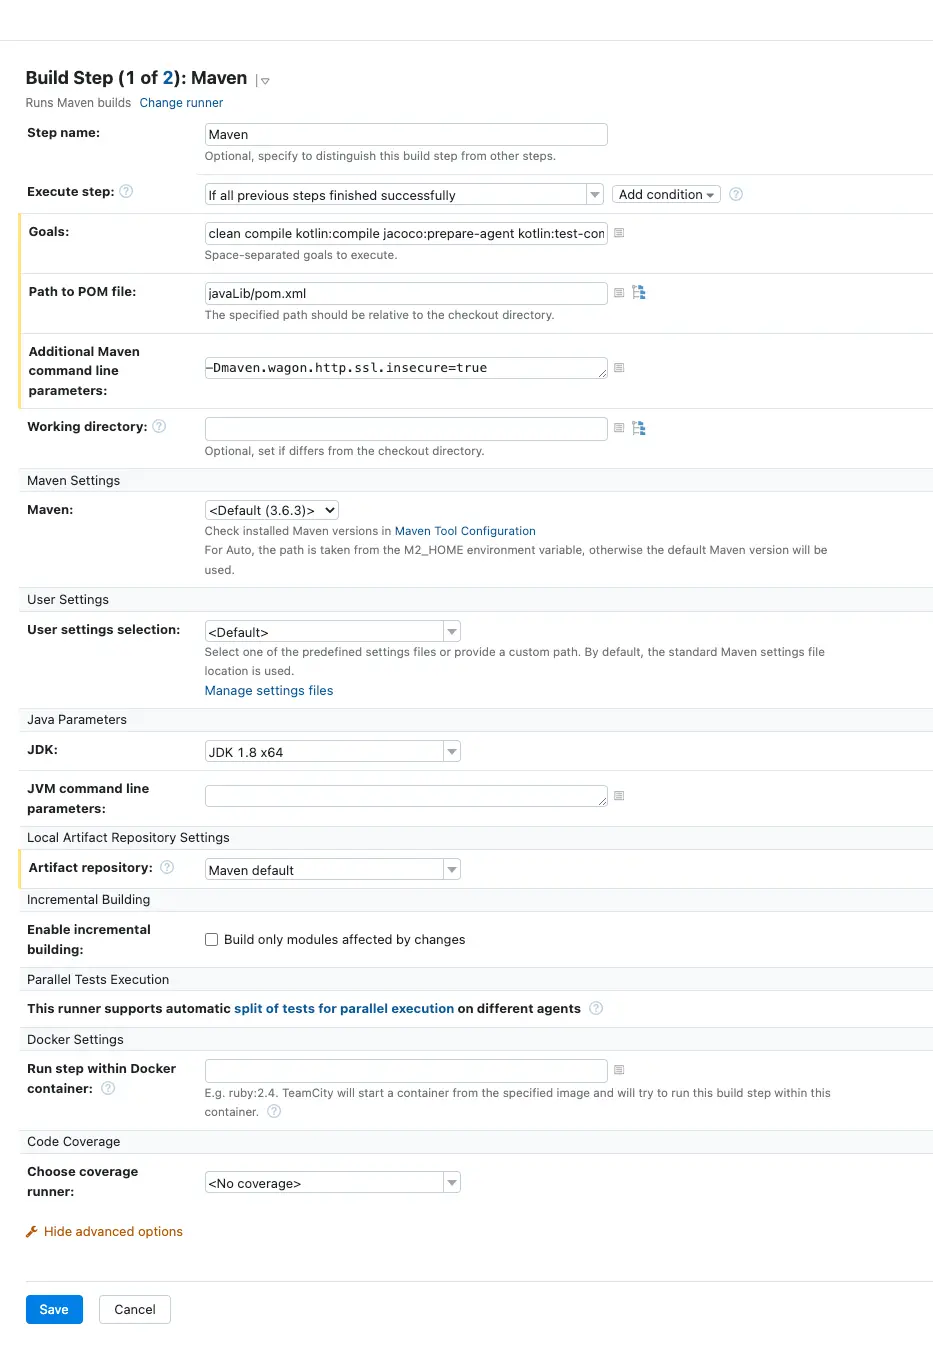 Build Step (1 of 2): Maven
Runs Maven builds Change runner
Step name:
Maven
Optional, specify to distinguish this build step from other steps.
Execute step:
If all previous steps finished successfully
Add condition
Goals:
clean compile kotlin:compile jacoco:prepare-agent kotlin:test-con
Space-separated goals to execute.
Path to POM file:
javaLib/pom.xml
The specified path should be relative to the checkout directory.
Additional Maven
command line
parameters:
–Dmaven.wagon.http.ssl.insecure=true
Working directory:
Optional, set if differs from the checkout directory.
Maven Settings
Maven:
<Default (3.6.3)>
Check installed Maven versions in Maven Tool Configuration
For Auto, the path is taken from the M2_HOME environment variable, otherwise the default Maven version will be
used.
User Settings
User settings selection:
<Default>
Select one of the predefined settings files or provide a custom path. By default, the standard Maven settings file
location is used.
Manage settings files
Java Parameters
JDK:
JDK 1.8 x64
JVM command line
parameters:
Local Artifact Repository Settings
Artifact repository:
Maven default
Incremental Building
Enable incremental
building:
Build only modules affected by changes
Parallel Tests Execution
This runner supports automatic split of tests for parallel execution on different agents
Docker Settings
Run step within Docker
container:
E.g. ruby:2.4. TeamCity will start a container from the specified image and will try to run this build step within this
container.
Code Coverage
Choose coverage
runner:
<No coverage>
Hide advanced options
Save
Cancel